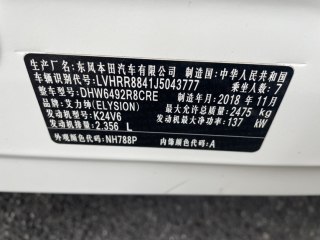 制造厂名：东风本田汽车有限公司 制造国：中华人民共和国
车辆识别代号：LVHRR8841J5043777 乘坐人数：7
整车型号：DHW6492R8CRE 制造年月：2018 年 11月
品牌：艾力绅(ELYSION) 最大允许总质量：2475 kg
发动机型号：K24V6 发动机最大净功率：137 kW
发动机排量：2.356 L
外观颜色代码：NH788P 内饰颜色代码：A